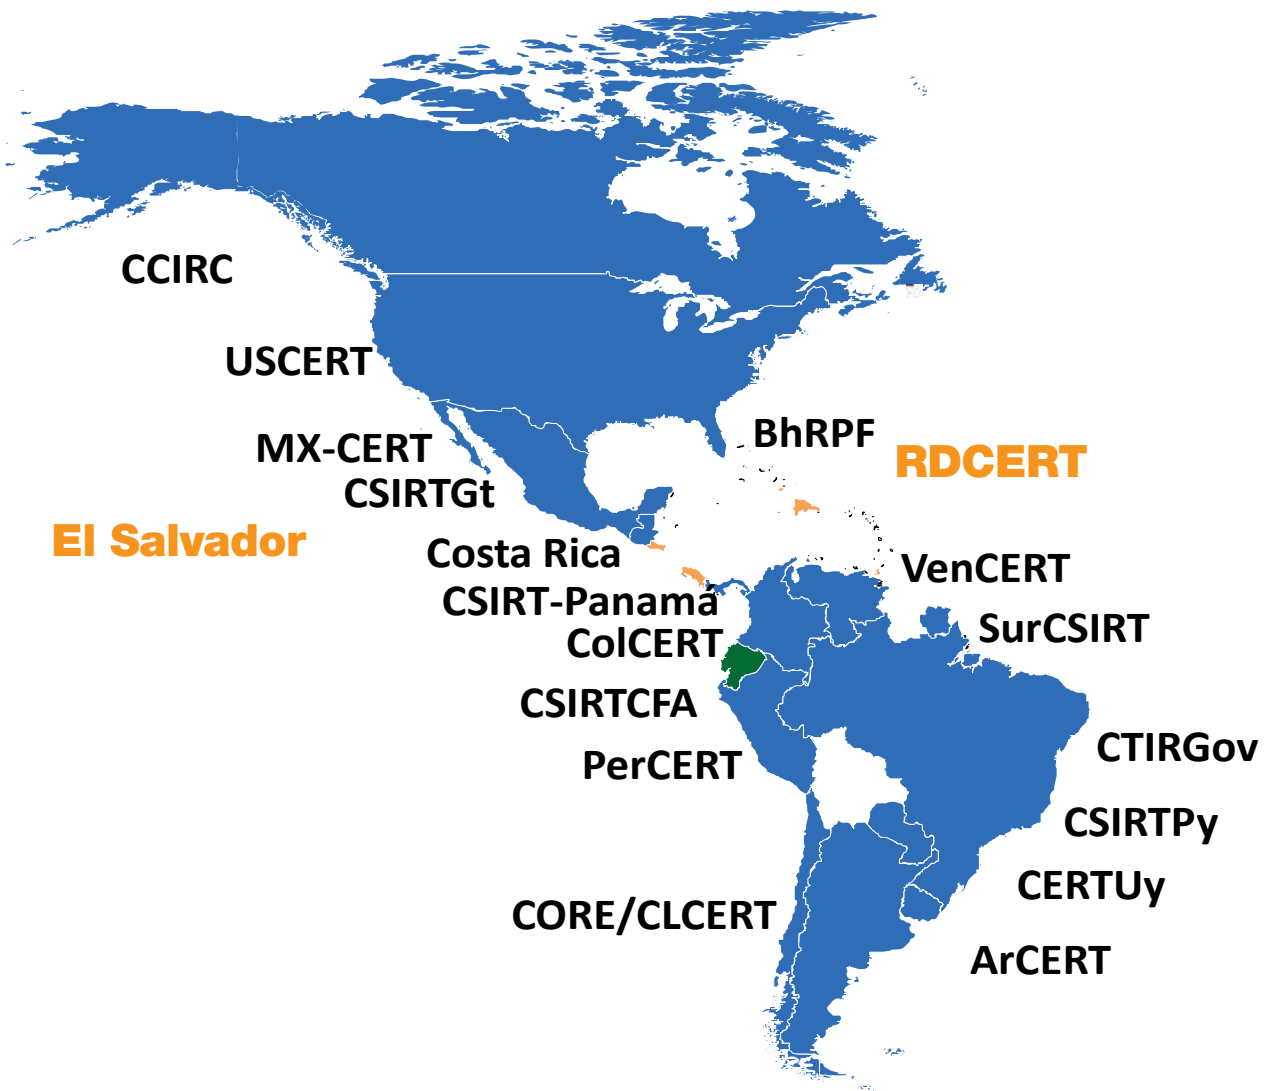 CCIRC
USCERT
BhRPF
MX-CERT
RDCERT
CSIRTGt
El Salvador
Costa Rica
VenCERT
CSIRT-Panamá
SurCSIRT
ColCERT
CSIRTCFA
CTIRGov
PerCERT
CSIRTPy
CERTUy
CORE/CLCERT
ArCERT